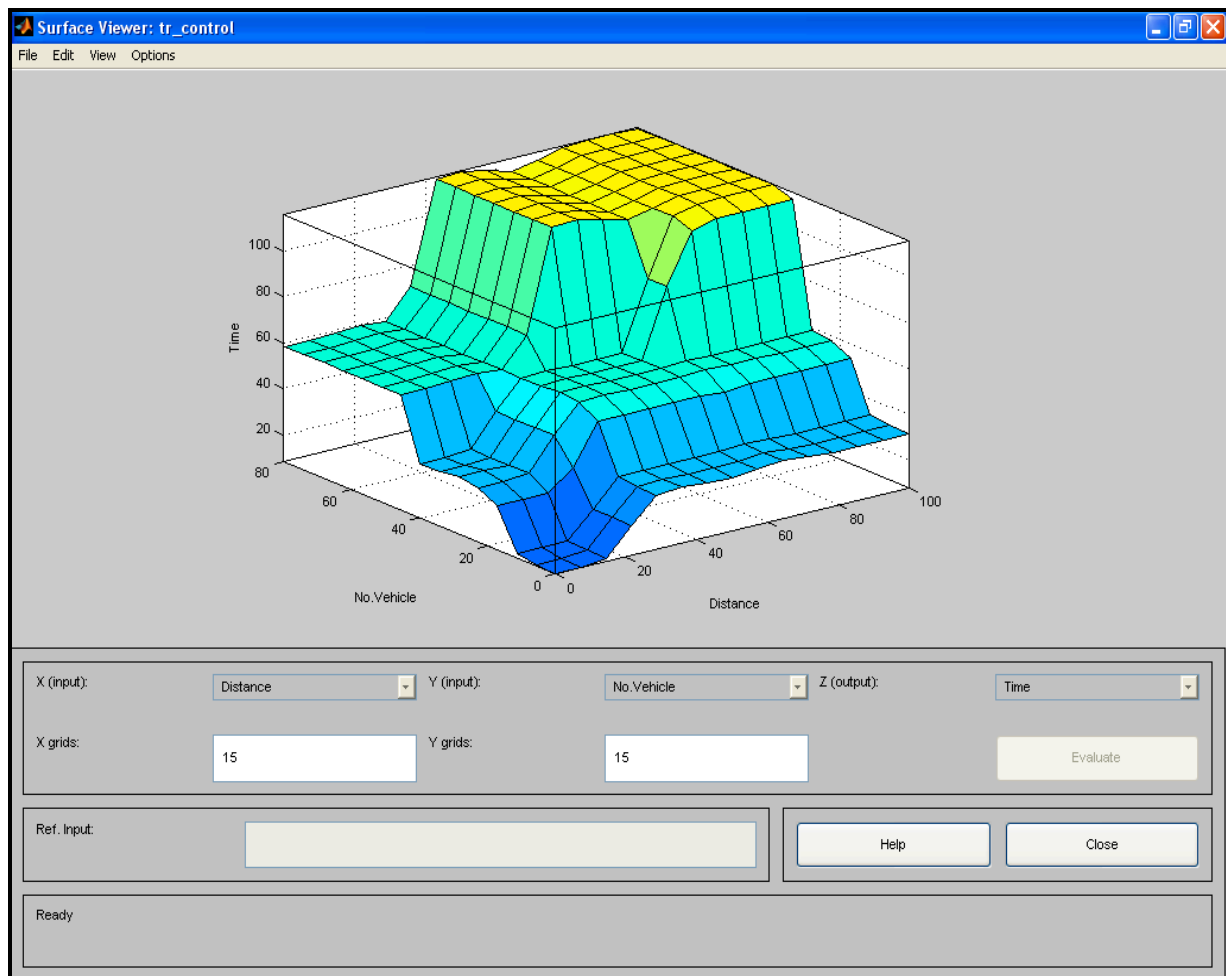 Surface Viewer: tr_control
File Edit View Options
100
80
60
40
20
Time
80
60
40
20
0
No.Vehicle
0
20
40
60
80
100
Distance
X (input):
Distance
Y (input):
No.Vehicle
Z (output):
Time
X grids:
15
Y grids:
15
Evaluate
Ref. Input:
Help
Close
Ready